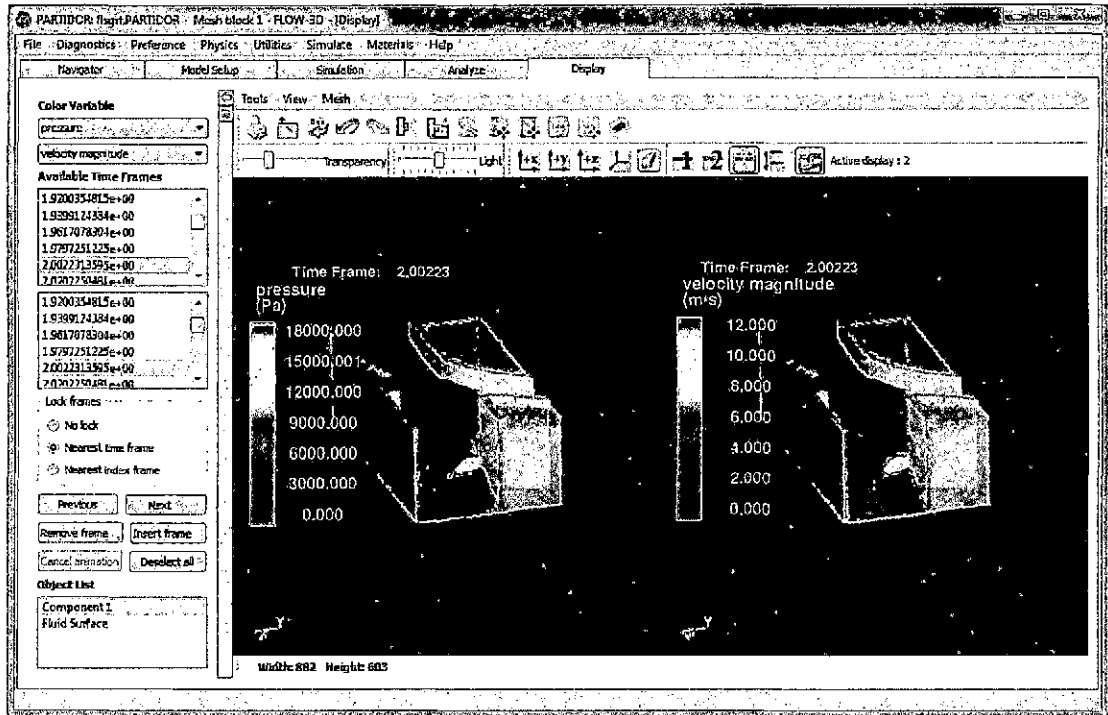 PARTIDOR: flsgrf.PARTIDOR - Mesh block 1 - FLOW-3D - [Display]
File Diagnostics Preference Physics Utilities Simulate Materials Help
Navigator Model Setup Simulation Analyze Display
Color Variable
pressure
velocity magnitude
Available Time Frames
1.9200354815e+00
1.9399124384e+00
1.9617078304e+00
1.9797251225e+00
2.0022313595e+00
1.9200354815e+00
1.9399124384e+00
1.9617078304e+00
1.9797251225e+00
2.0022313595e+00
Lock frames
No lock
Nearest time frame
Nearest index frame
Previous Next
Remove frame Insert frame
Cancel animation Deselect all
Object List
Component 1
Fluid Surface
Tools View Mesh
Transparency Light +x +y +z 1 2 Active display : 2
Time Frame: 2.00223
pressure
(Pa)
18000.000
15000.001
12000.000
9000.000
6000.000
3000.000
0.000
Time Frame: 2.00223
velocity magnitude
(m/s)
12.000
10.000
8.000
6.000
4.000
2.000
0.000
Width: 882 Height: 603